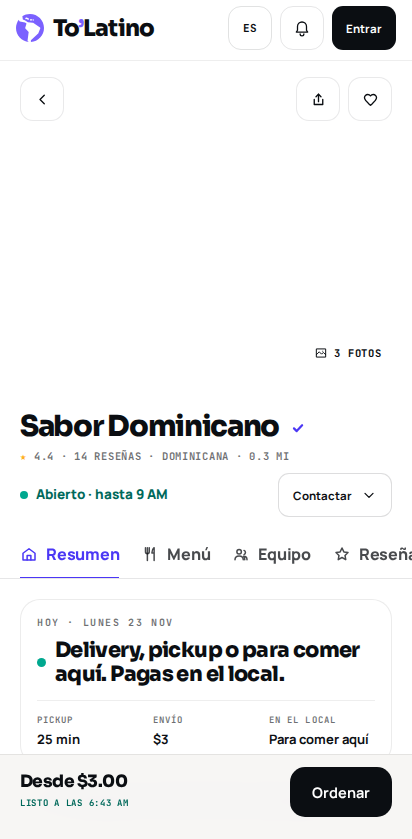 To'Latino
ES
Entrar
3 FOTOS
Sabor Dominicano
4.4 · 14 RESEÑAS · DOMINICANA · 0.3 MI
Abierto · hasta 9 AM
Contactar
Resumen
Menú
Equipo
Reseña
HOY · LUNES 23 NOV
Delivery, pickup o para comer
aquí. Pagas en el local.
PICKUP
ENVÍO
EN EL LOCAL
25 min
$3
Para comer aquí
Desde $3.00
LISTO A LAS 6:43 AM
Ordenar